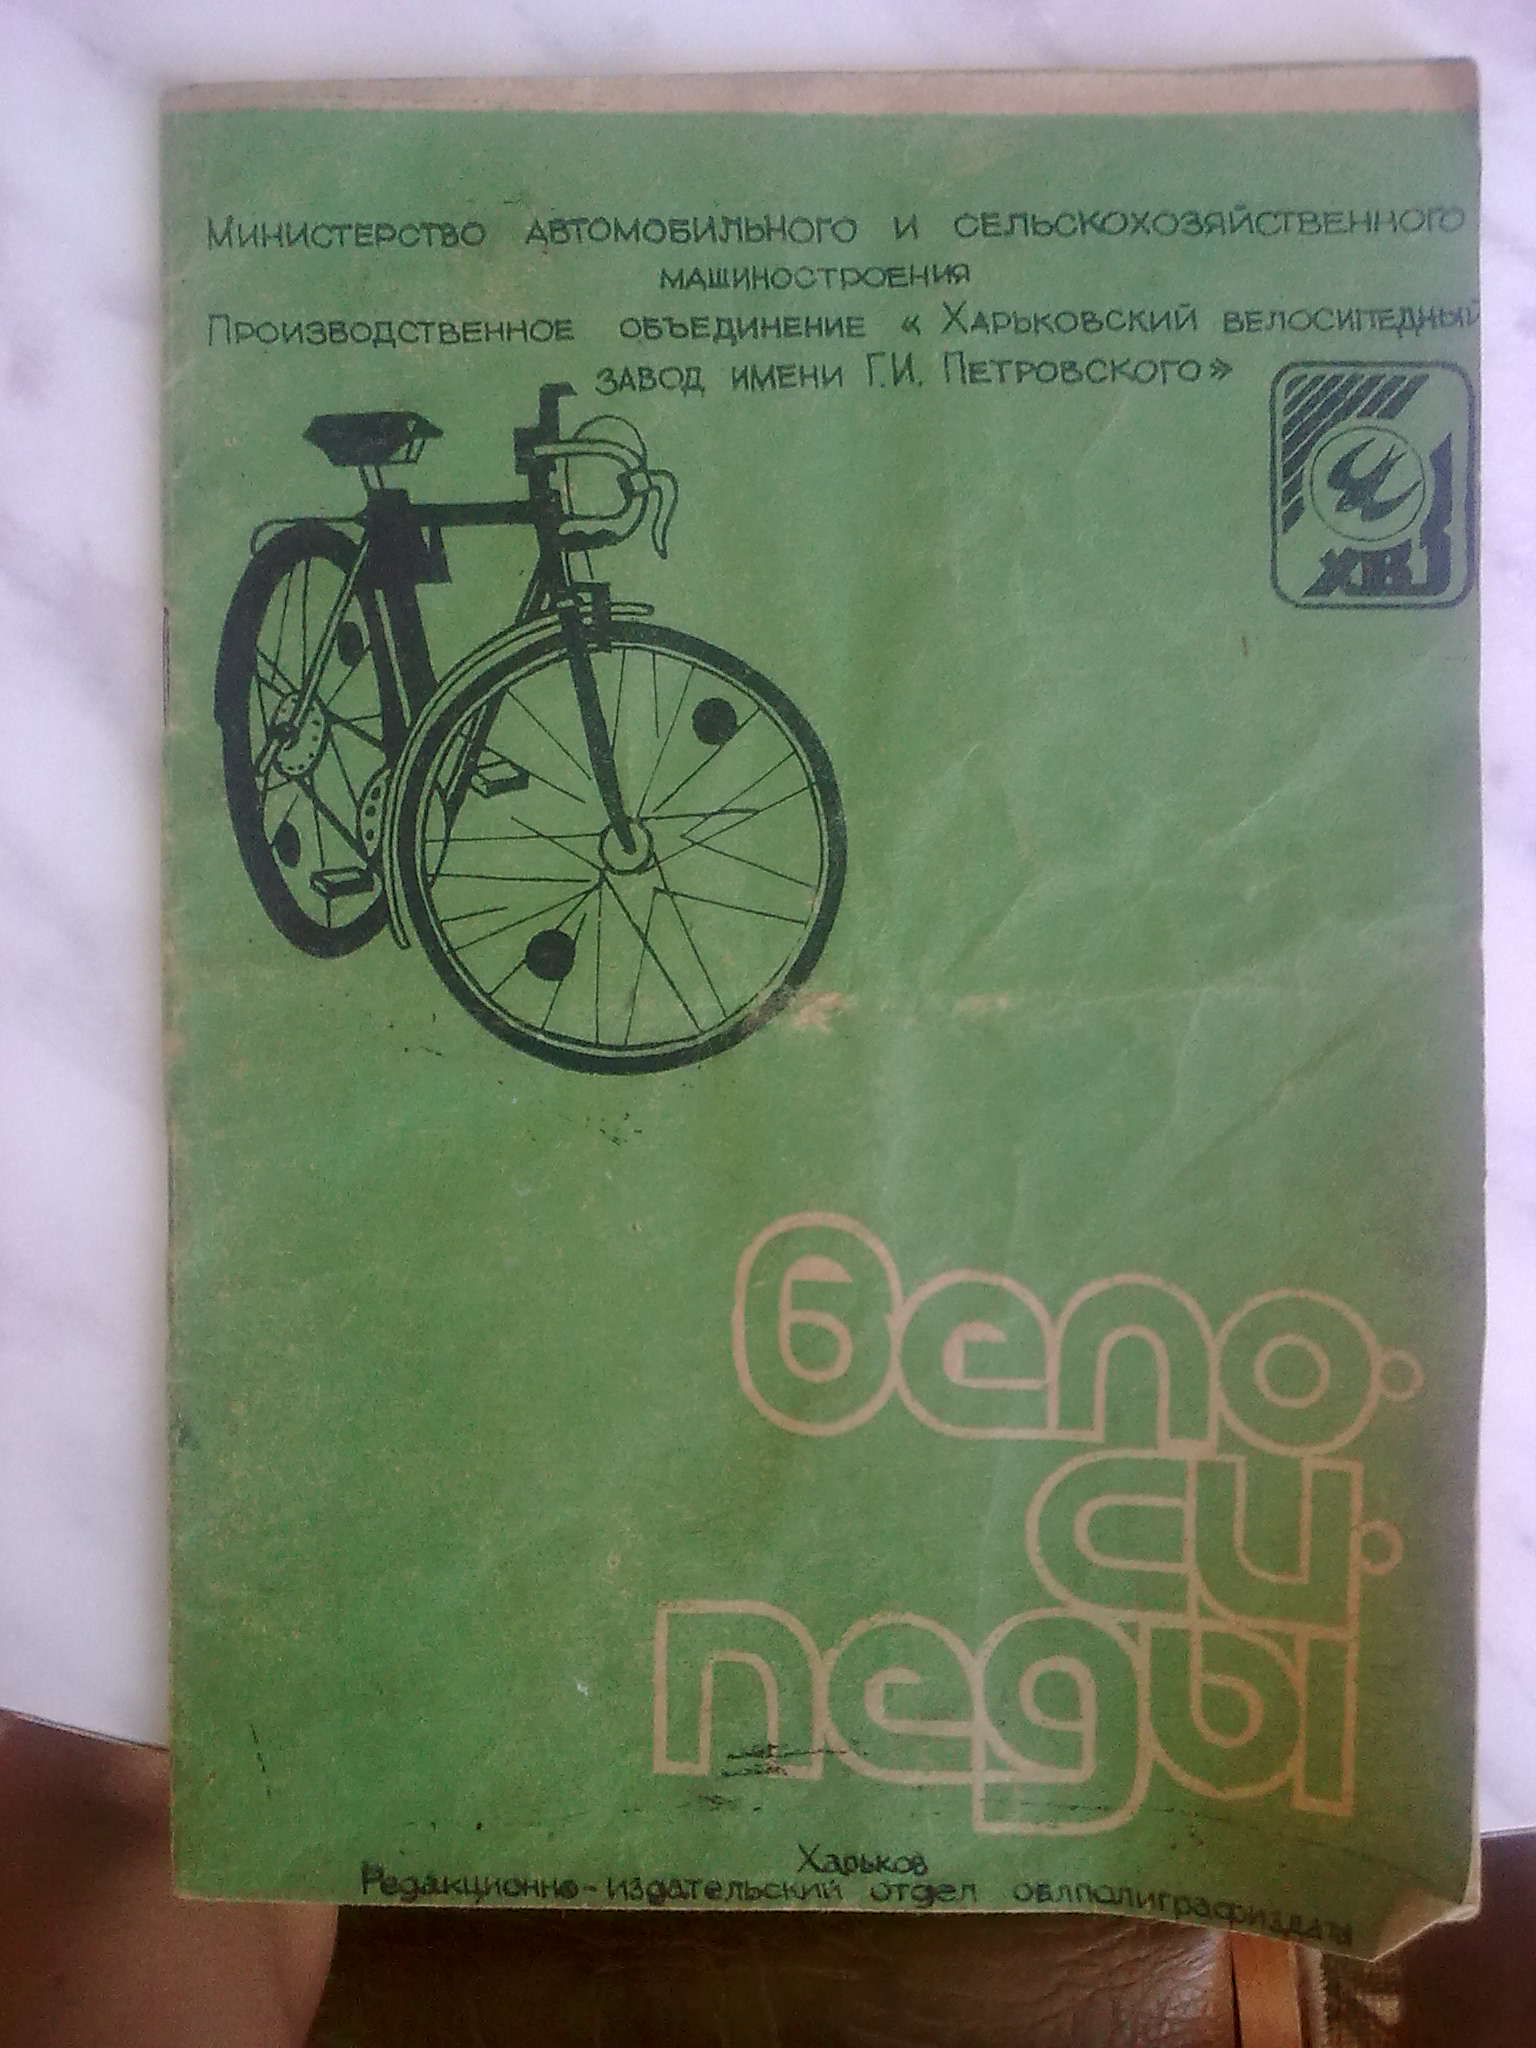 Министерство автомобильного и сельскохозяйственного
машиностроения
Производственное объединение «Харьковский велосипедный
завод имени Г.И. Петровского»
ХВЗ
вело-
си-
педы
Харьков
Редакционно-издательский отдел облполиграфиздата